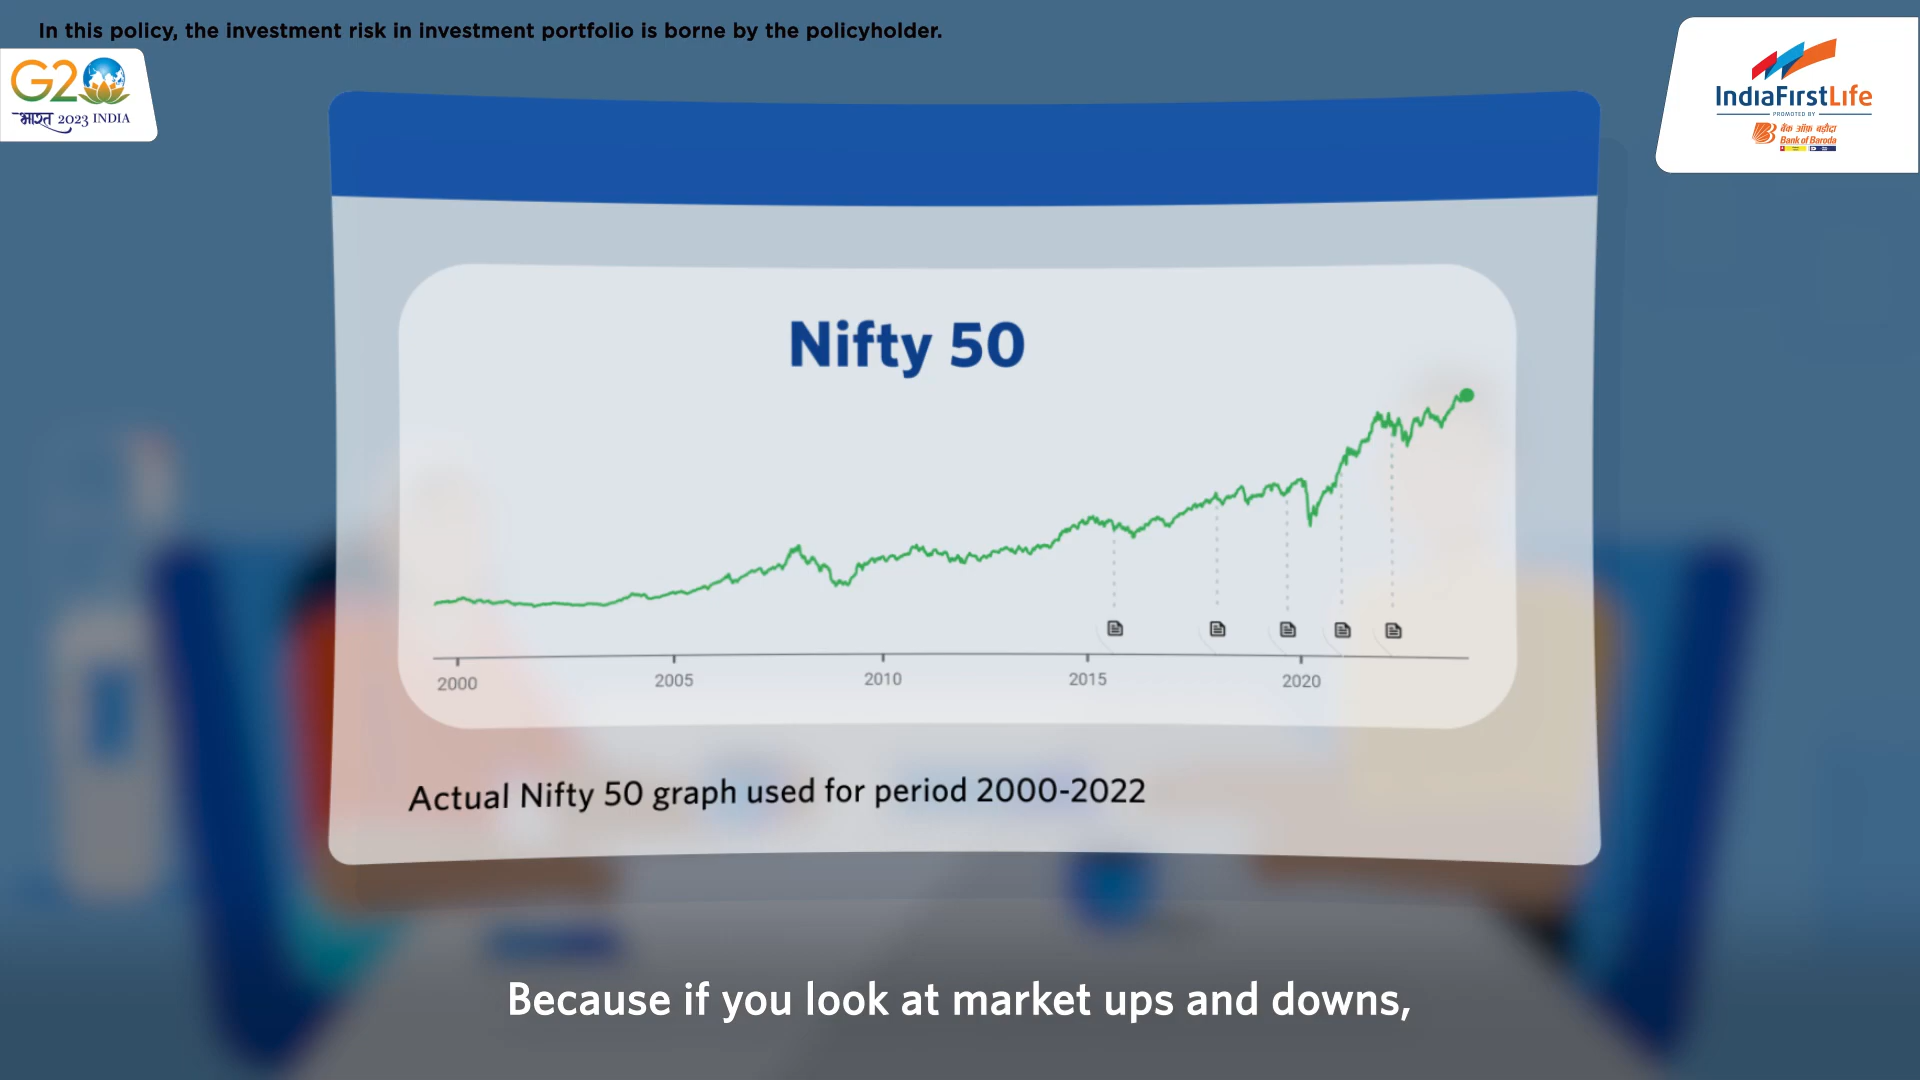 In this policy, the investment risk in investment portfolio is borne by the policyholder.
G20
भारत 2023 INDIA
IndiaFirstLife
PROMOTED BY
बैंक ऑफ़ बड़ौदा
Bank of Baroda
Nifty 50
2000 2005 2010 2015 2020
Actual Nifty 50 graph used for period 2000-2022
Because if you look at market ups and downs,